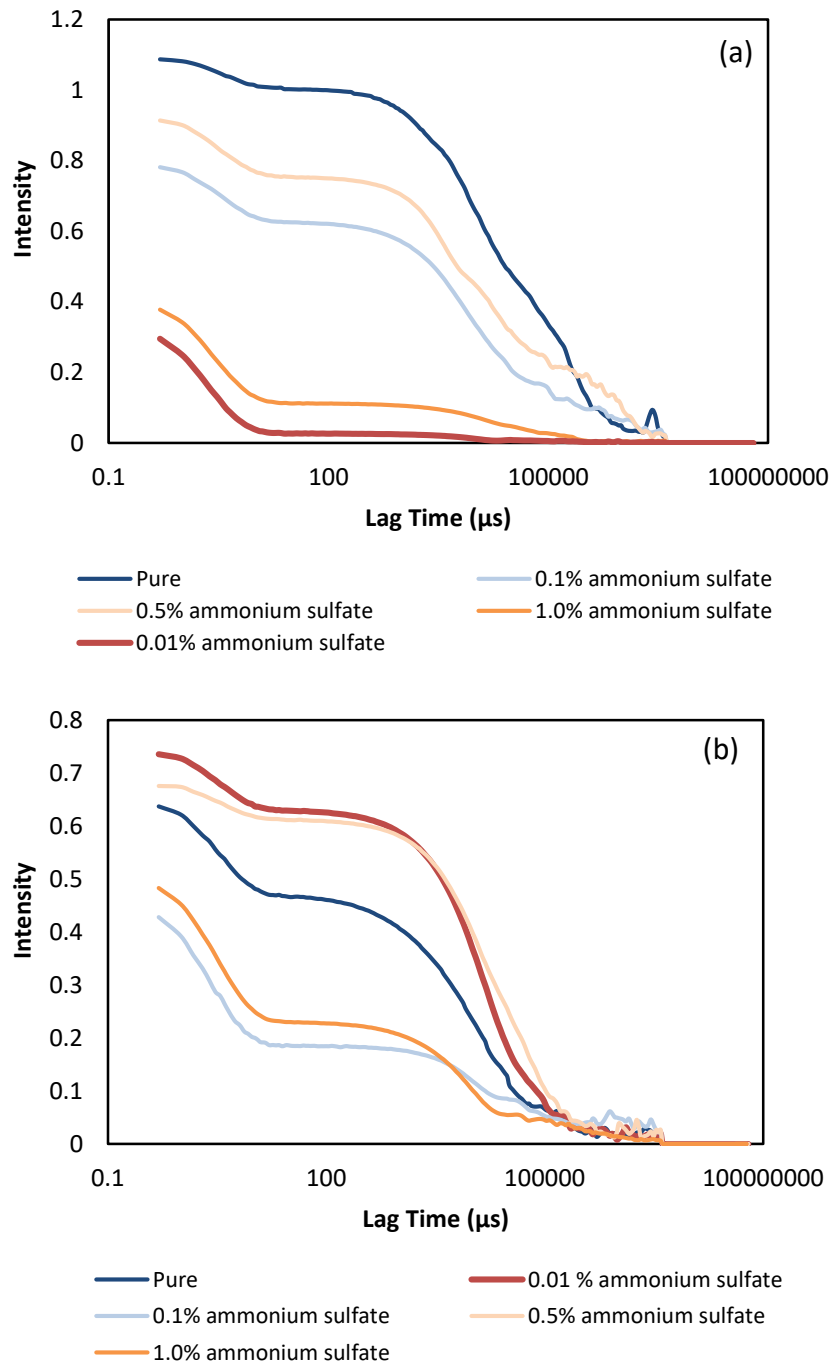 1.2
(a)
1
0.8
0.6
0.4
0.2
0
Intensity
0.1 100 100000 100000000
Lag Time (µs)
Pure 0.1% ammonium sulfate
0.5% ammonium sulfate 1.0% ammonium sulfate
0.01% ammonium sulfate
0.8
(b)
0.7
0.6
0.5
0.4
0.3
0.2
0.1
0
Intensity
0.1 100 100000 100000000
Lag Time (µs)
Pure 0.01 % ammonium sulfate
0.1% ammonium sulfate 0.5% ammonium sulfate
1.0% ammonium sulfate